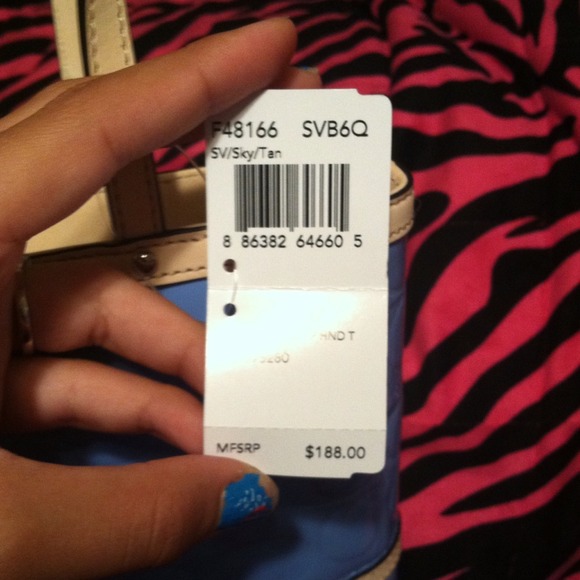 F48166 SVB6Q
SV/Sky/Tan
8 86382 64660 5
HND T
MFSRP $188.00